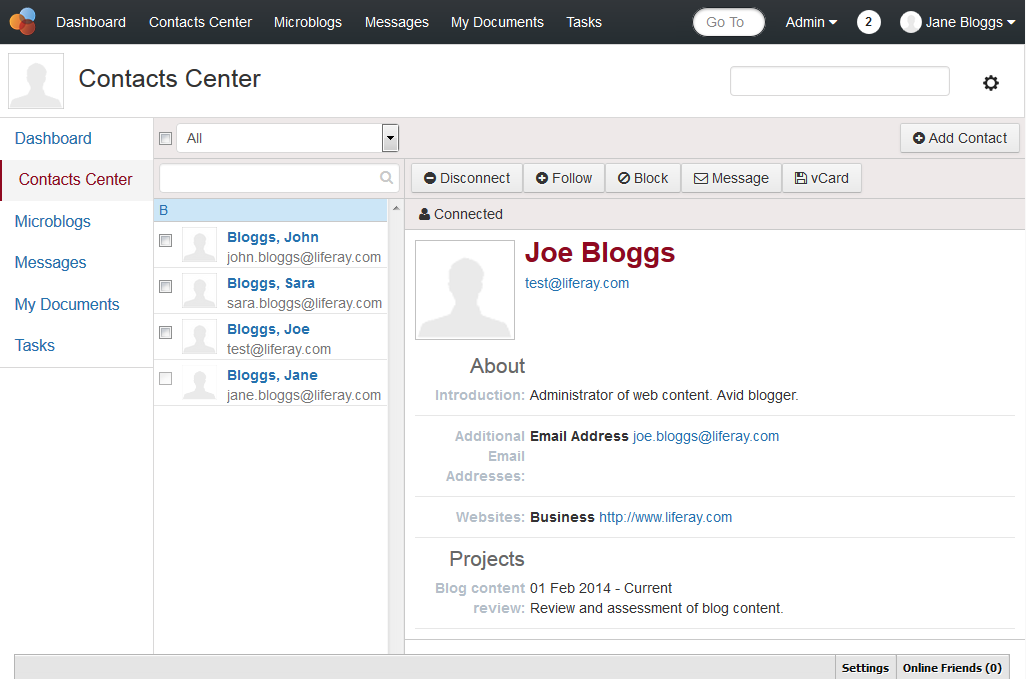 Dashboard Contacts Center Microblogs Messages My Documents Tasks Go To Admin 2 Jane Bloggs
Contacts Center
Dashboard
Contacts Center
Microblogs
Messages
My Documents
Tasks
All
Add Contact
B
Bloggs, John
john.bloggs@liferay.com
Bloggs, Sara
sara.bloggs@liferay.com
Bloggs, Joe
test@liferay.com
Bloggs, Jane
jane.bloggs@liferay.com
Disconnect Follow Block Message vCard
Connected
Joe Bloggs
test@liferay.com
About
Introduction: Administrator of web content. Avid blogger.
Additional Email Address joe.bloggs@liferay.com
Email
Addresses:
Websites: Business http://www.liferay.com
Projects
Blog content 01 Feb 2014 - Current
review: Review and assessment of blog content.
Settings Online Friends (0)